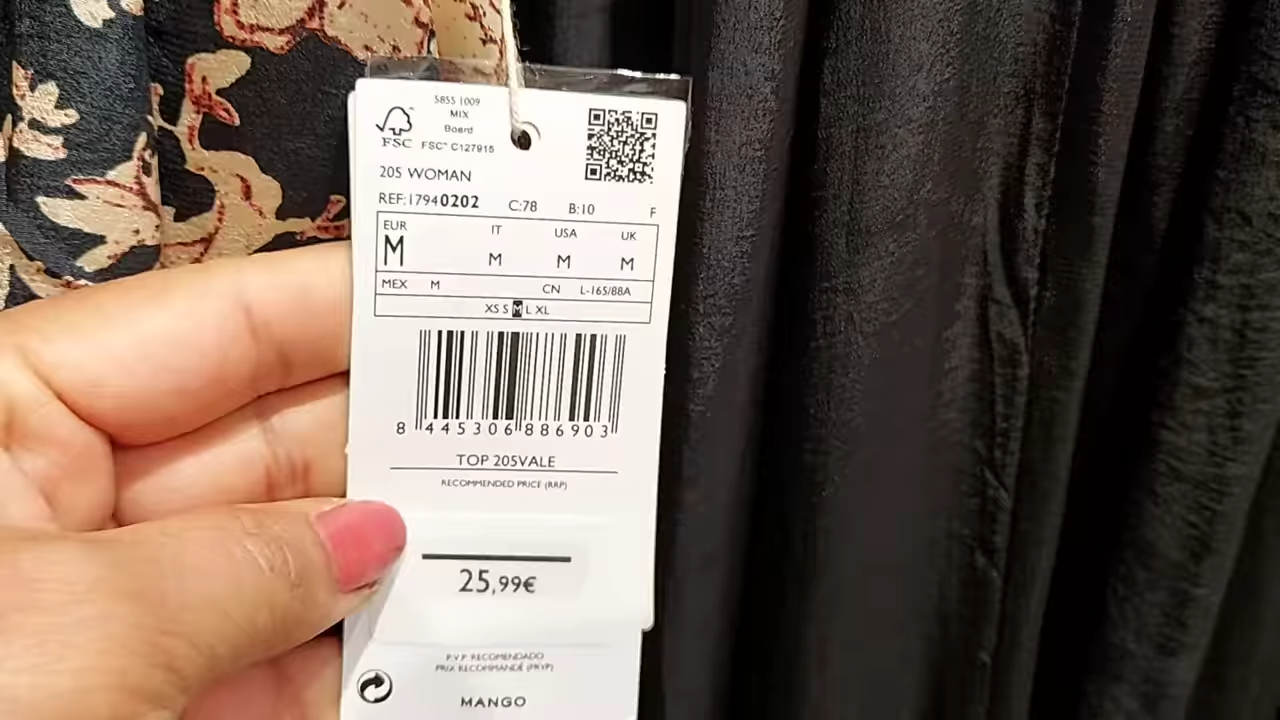 5855 1009
MIX
Board
FSC FSC™ C127915
205 WOMAN
REF:17940202 C:78 B:10 F
EUR IT USA UK
M M M M
MEX M CN L-165/88A
XS S M L XL
8 445306 886903
TOP 205VALE
RECOMMENDED PRICE (RRP)
25,99€
P.V.P. RECOMENDADO
PRIX RECOMMANDÉ (PRVP)
MANGO